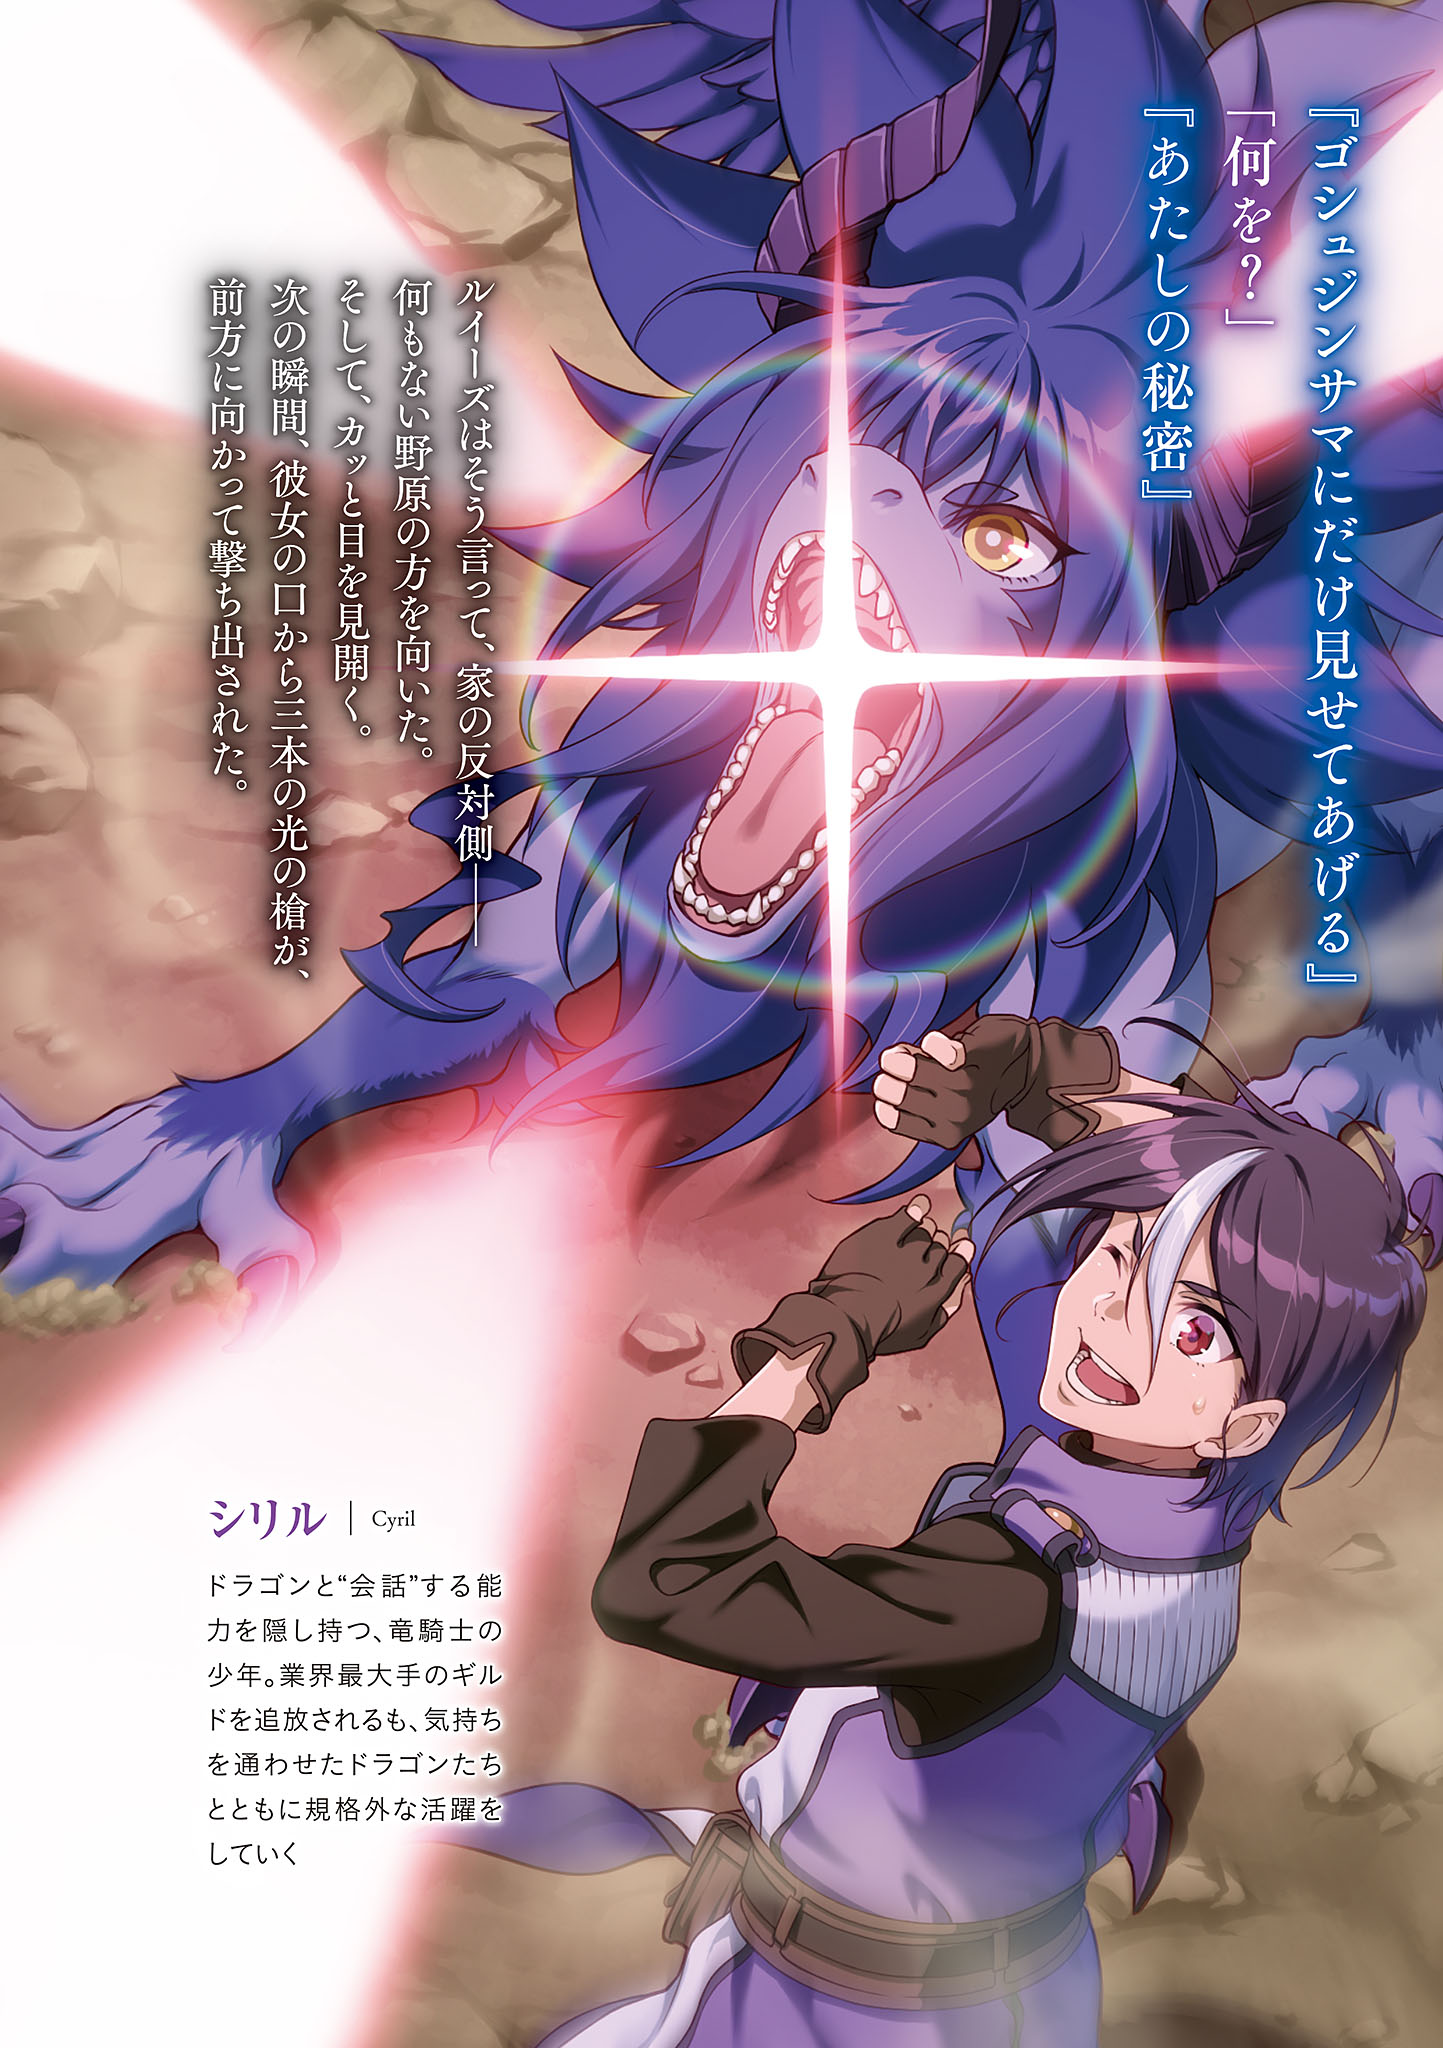 『ゴシュジンサマにだけ見せてあげる』
「何を？」
『あたしの秘密』
ルイーズはそう言って、家の反対側――
何もない野原の方を向いた。
そして、カッと目を見開く。
次の瞬間、彼女の口から三本の光の槍が、
前方に向かって撃ち出された。
シリル | Cyril
ドラゴンと“会話”する能
力を隠し持つ、竜騎士の
少年。業界最大手のギル
ドを追放されるも、気持ち
を通わせたドラゴンたち
とともに規格外な活躍を
していく